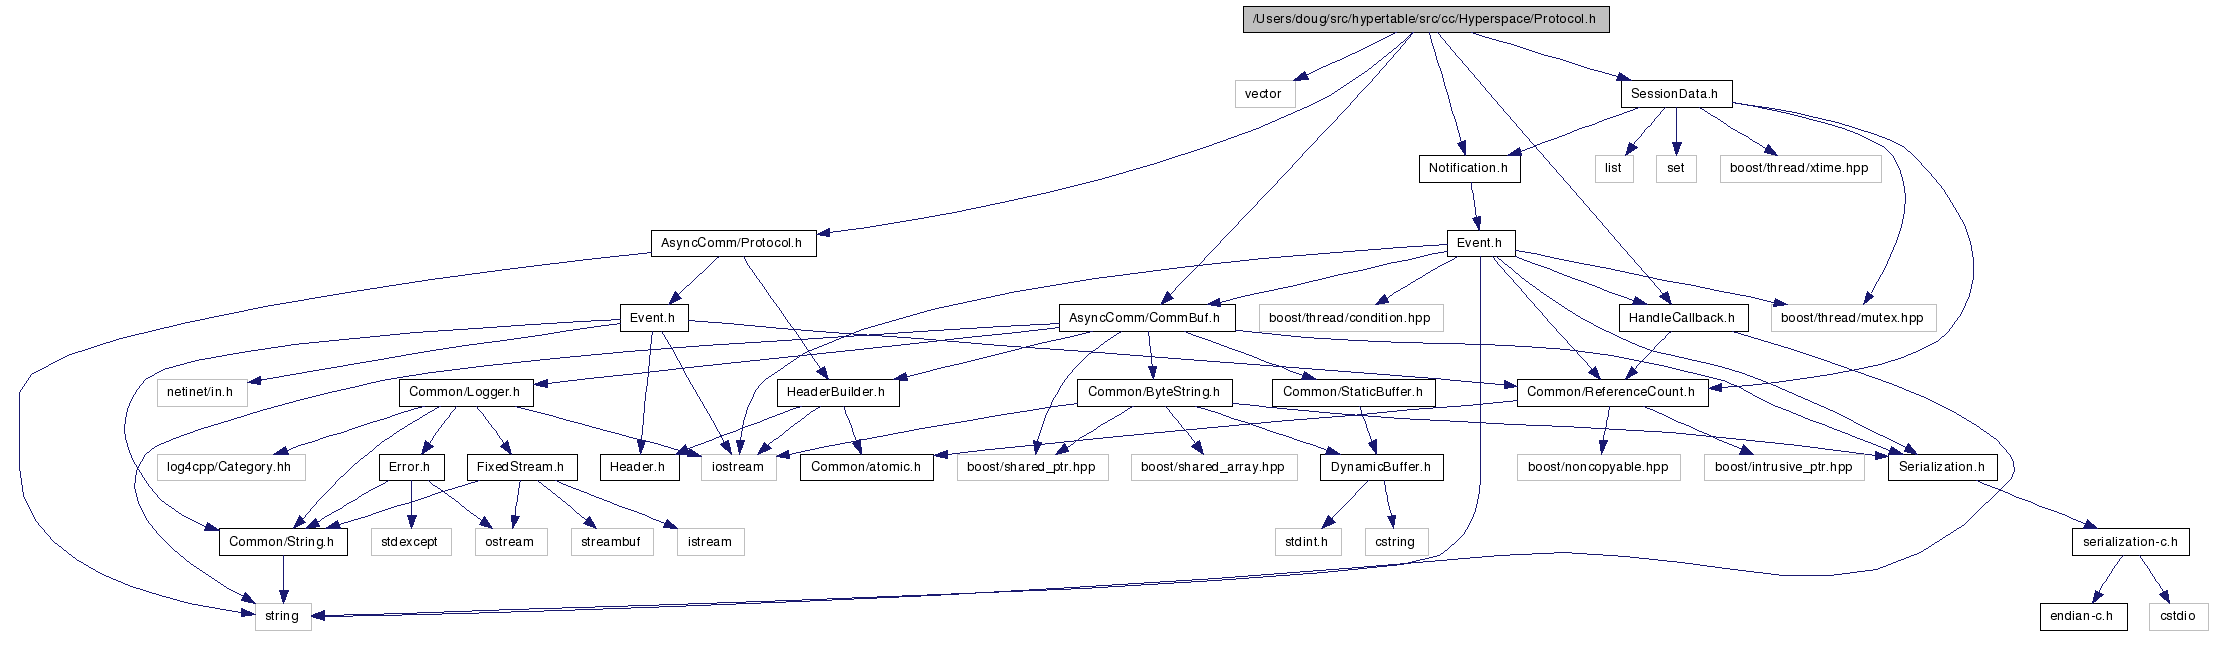 /Users/doug/src/hypertable/src/cc/Hyperspace/Protocol.h
vector
SessionData.h
Notification.h
list
set
boost/thread/xtime.hpp
AsyncComm/Protocol.h
Event.h
Event.h
AsyncComm/CommBuf.h
boost/thread/condition.hpp
HandleCallback.h
boost/thread/mutex.hpp
netinet/in.h
Common/Logger.h
HeaderBuilder.h
Common/ByteString.h
Common/StaticBuffer.h
Common/ReferenceCount.h
log4cpp/Category.hh
Error.h
FixedStream.h
Header.h
iostream
Common/atomic.h
boost/shared_ptr.hpp
boost/shared_array.hpp
DynamicBuffer.h
boost/noncopyable.hpp
boost/intrusive_ptr.hpp
Serialization.h
Common/String.h
stdexcept
ostream
streambuf
istream
stdint.h
cstring
serialization-c.h
string
endian-c.h
cstdio